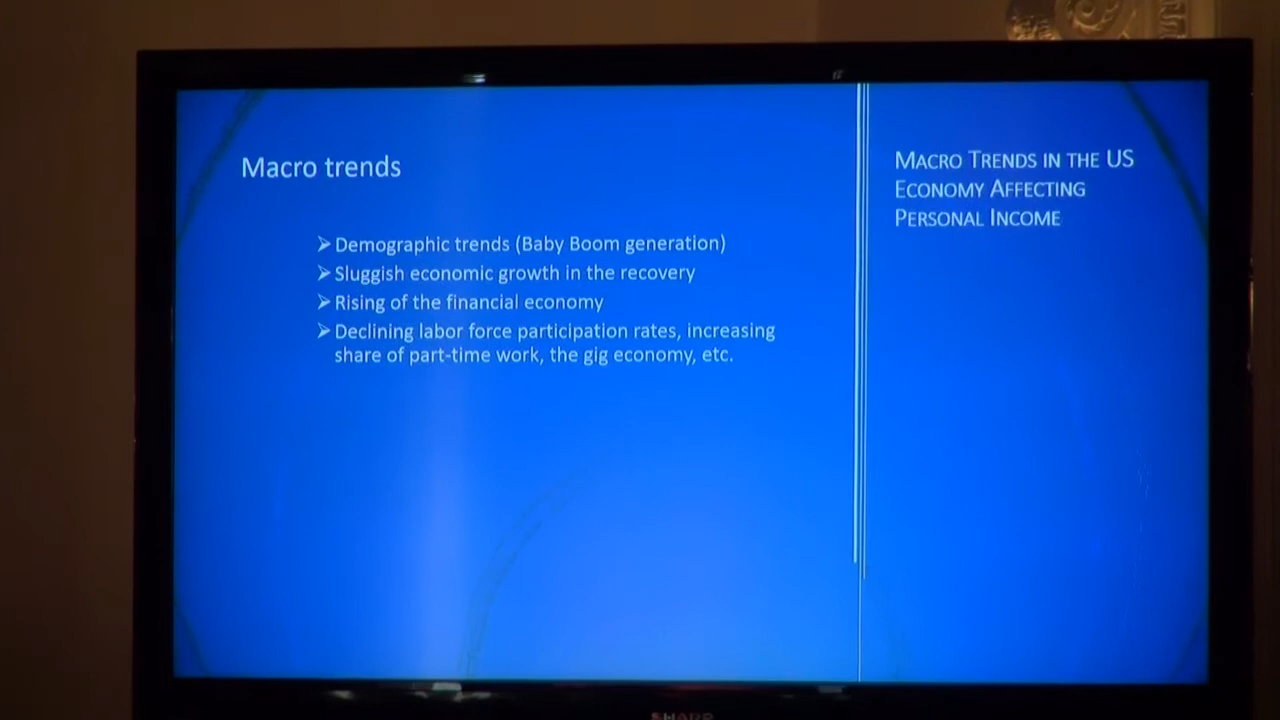 Macro trends
➢ Demographic trends (Baby Boom generation)
➢ Sluggish economic growth in the recovery
➢ Rising of the financial economy
➢ Declining labor force participation rates, increasing
share of part-time work, the gig economy, etc.
MACRO TRENDS IN THE US
ECONOMY AFFECTING
PERSONAL INCOME
SHARP